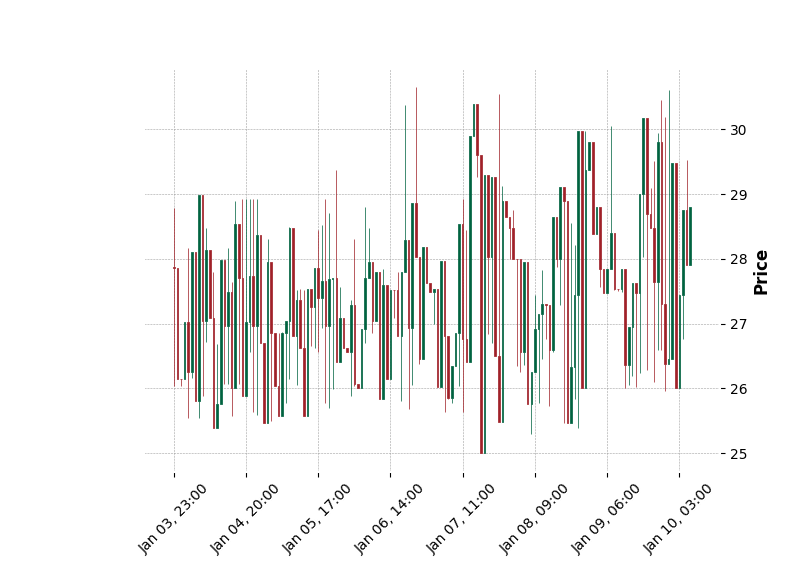 30
29
28
27
26
25
Price
Jan 03, 23:00
Jan 04, 20:00
Jan 05, 17:00
Jan 06, 14:00
Jan 07, 11:00
Jan 08, 09:00
Jan 09, 06:00
Jan 10, 03:00